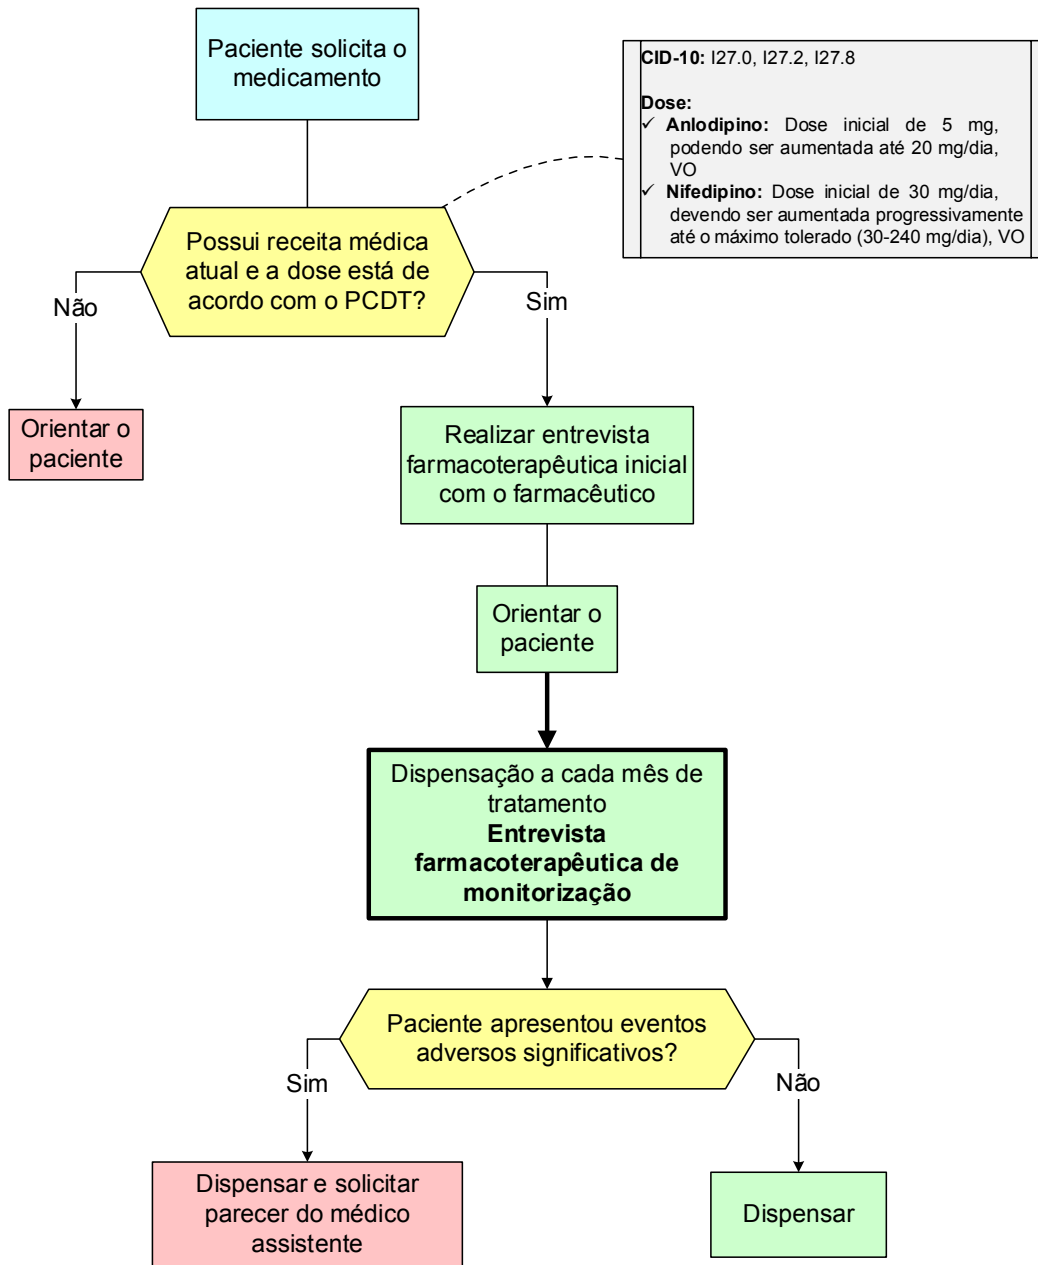 Paciente solicita o
medicamento
CID-10: I27.0, I27.2, I27.8
Dose:
✓ Anlodipino: Dose inicial de 5 mg,
podendo ser aumentada até 20 mg/dia,
VO
✓ Nifedipino: Dose inicial de 30 mg/dia,
devendo ser aumentada progressivamente
até o máximo tolerado (30-240 mg/dia), VO
Possui receita médica
atual e a dose está de
acordo com o PCDT?
Não
Sim
Orientar o
paciente
Realizar entrevista
farmacoterapêutica inicial
com o farmacêutico
Orientar o
paciente
Dispensação a cada mês de
tratamento
Entrevista
farmacoterapêutica de
monitorização
Paciente apresentou eventos
adversos significativos?
Sim
Não
Dispensar e solicitar
parecer do médico
assistente
Dispensar